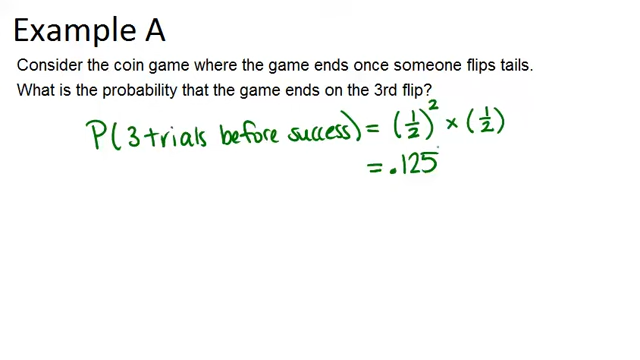 Example A
Consider the coin game where the game ends once someone flips tails.
What is the probability that the game ends on the 3rd flip?
P(3 trials before success) = (1/2)² × (1/2)
= .125